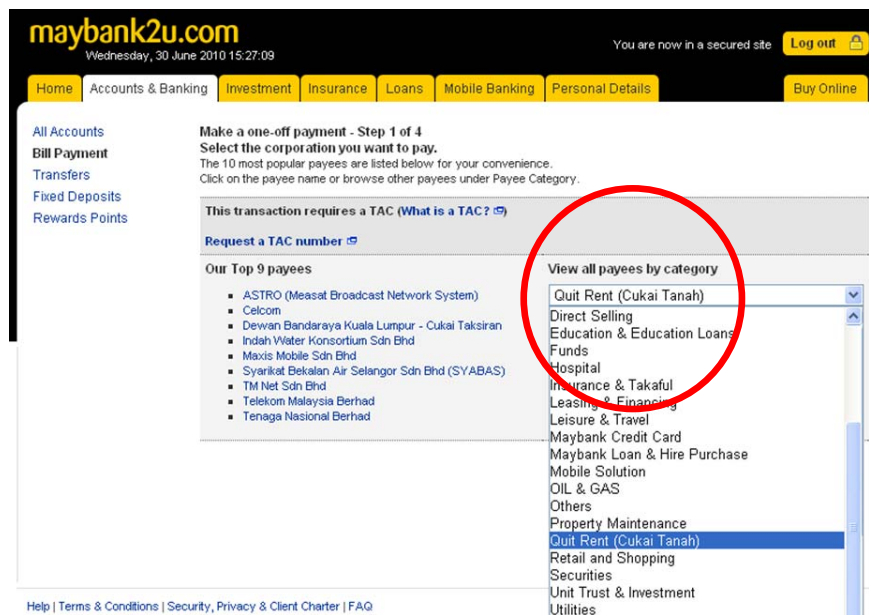 maybank2u.com
Wednesday, 30 June 2010 15:27:09
You are now in a secured site
Log out
Home
Accounts & Banking
Investment
Insurance
Loans
Mobile Banking
Personal Details
Buy Online
All Accounts
Bill Payment
Transfers
Fixed Deposits
Rewards Points
Make a one-off payment - Step 1 of 4
Select the corporation you want to pay.
The 10 most popular payees are listed below for your convenience.
Click on the payee name or browse other payees under Payee Category.
This transaction requires a TAC (What is a TAC?)
Request a TAC number
Our Top 9 payees
ASTRO (Measat Broadcast Network System)
Celcom
Dewan Bandaraya Kuala Lumpur - Cukai Taksiran
Indah Water Konsortium Sdn Bhd
Maxis Mobile Sdn Bhd
Syarikat Bekalan Air Selangor Sdn Bhd (SYABAS)
TM Net Sdn Bhd
Telekom Malaysia Berhad
Tenaga Nasional Berhad
View all payees by category
Quit Rent (Cukai Tanah)
Direct Selling
Education & Education Loans
Funds
Hospital
Insurance & Takaful
Leasing & Financing
Leisure & Travel
Maybank Credit Card
Maybank Loan & Hire Purchase
Mobile Solution
OIL & GAS
Others
Property Maintenance
Quit Rent (Cukai Tanah)
Retail and Shopping
Securities
Unit Trust & Investment
Utilities
Help | Terms & Conditions | Security, Privacy & Client Charter | FAQ